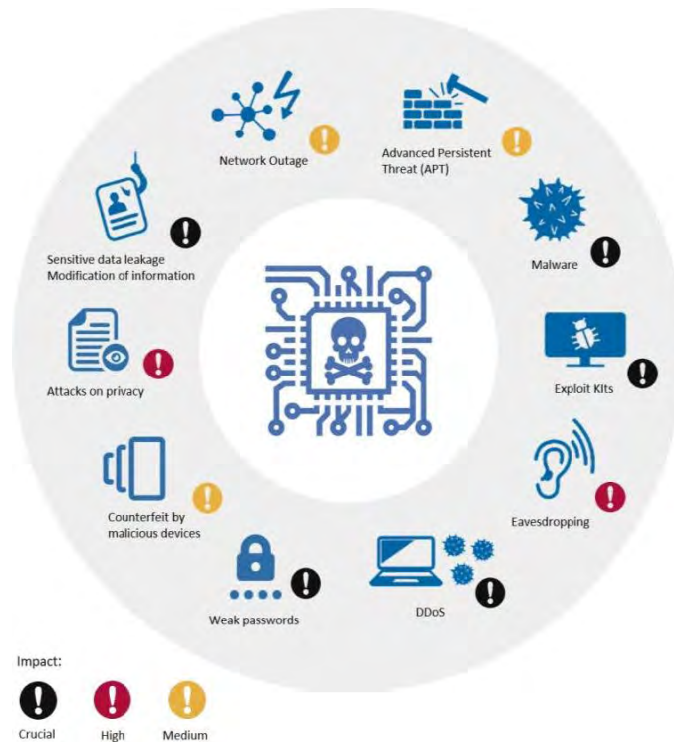 Network Outage
Advanced Persistent
Threat (APT)
Sensitive data leakage
Modification of information
Malware
Attacks on privacy
Exploit KIts
Counterfeit by
malicious devices
Eavesdropping
Weak passwords
DDoS
Impact:
Crucial
High
Medium